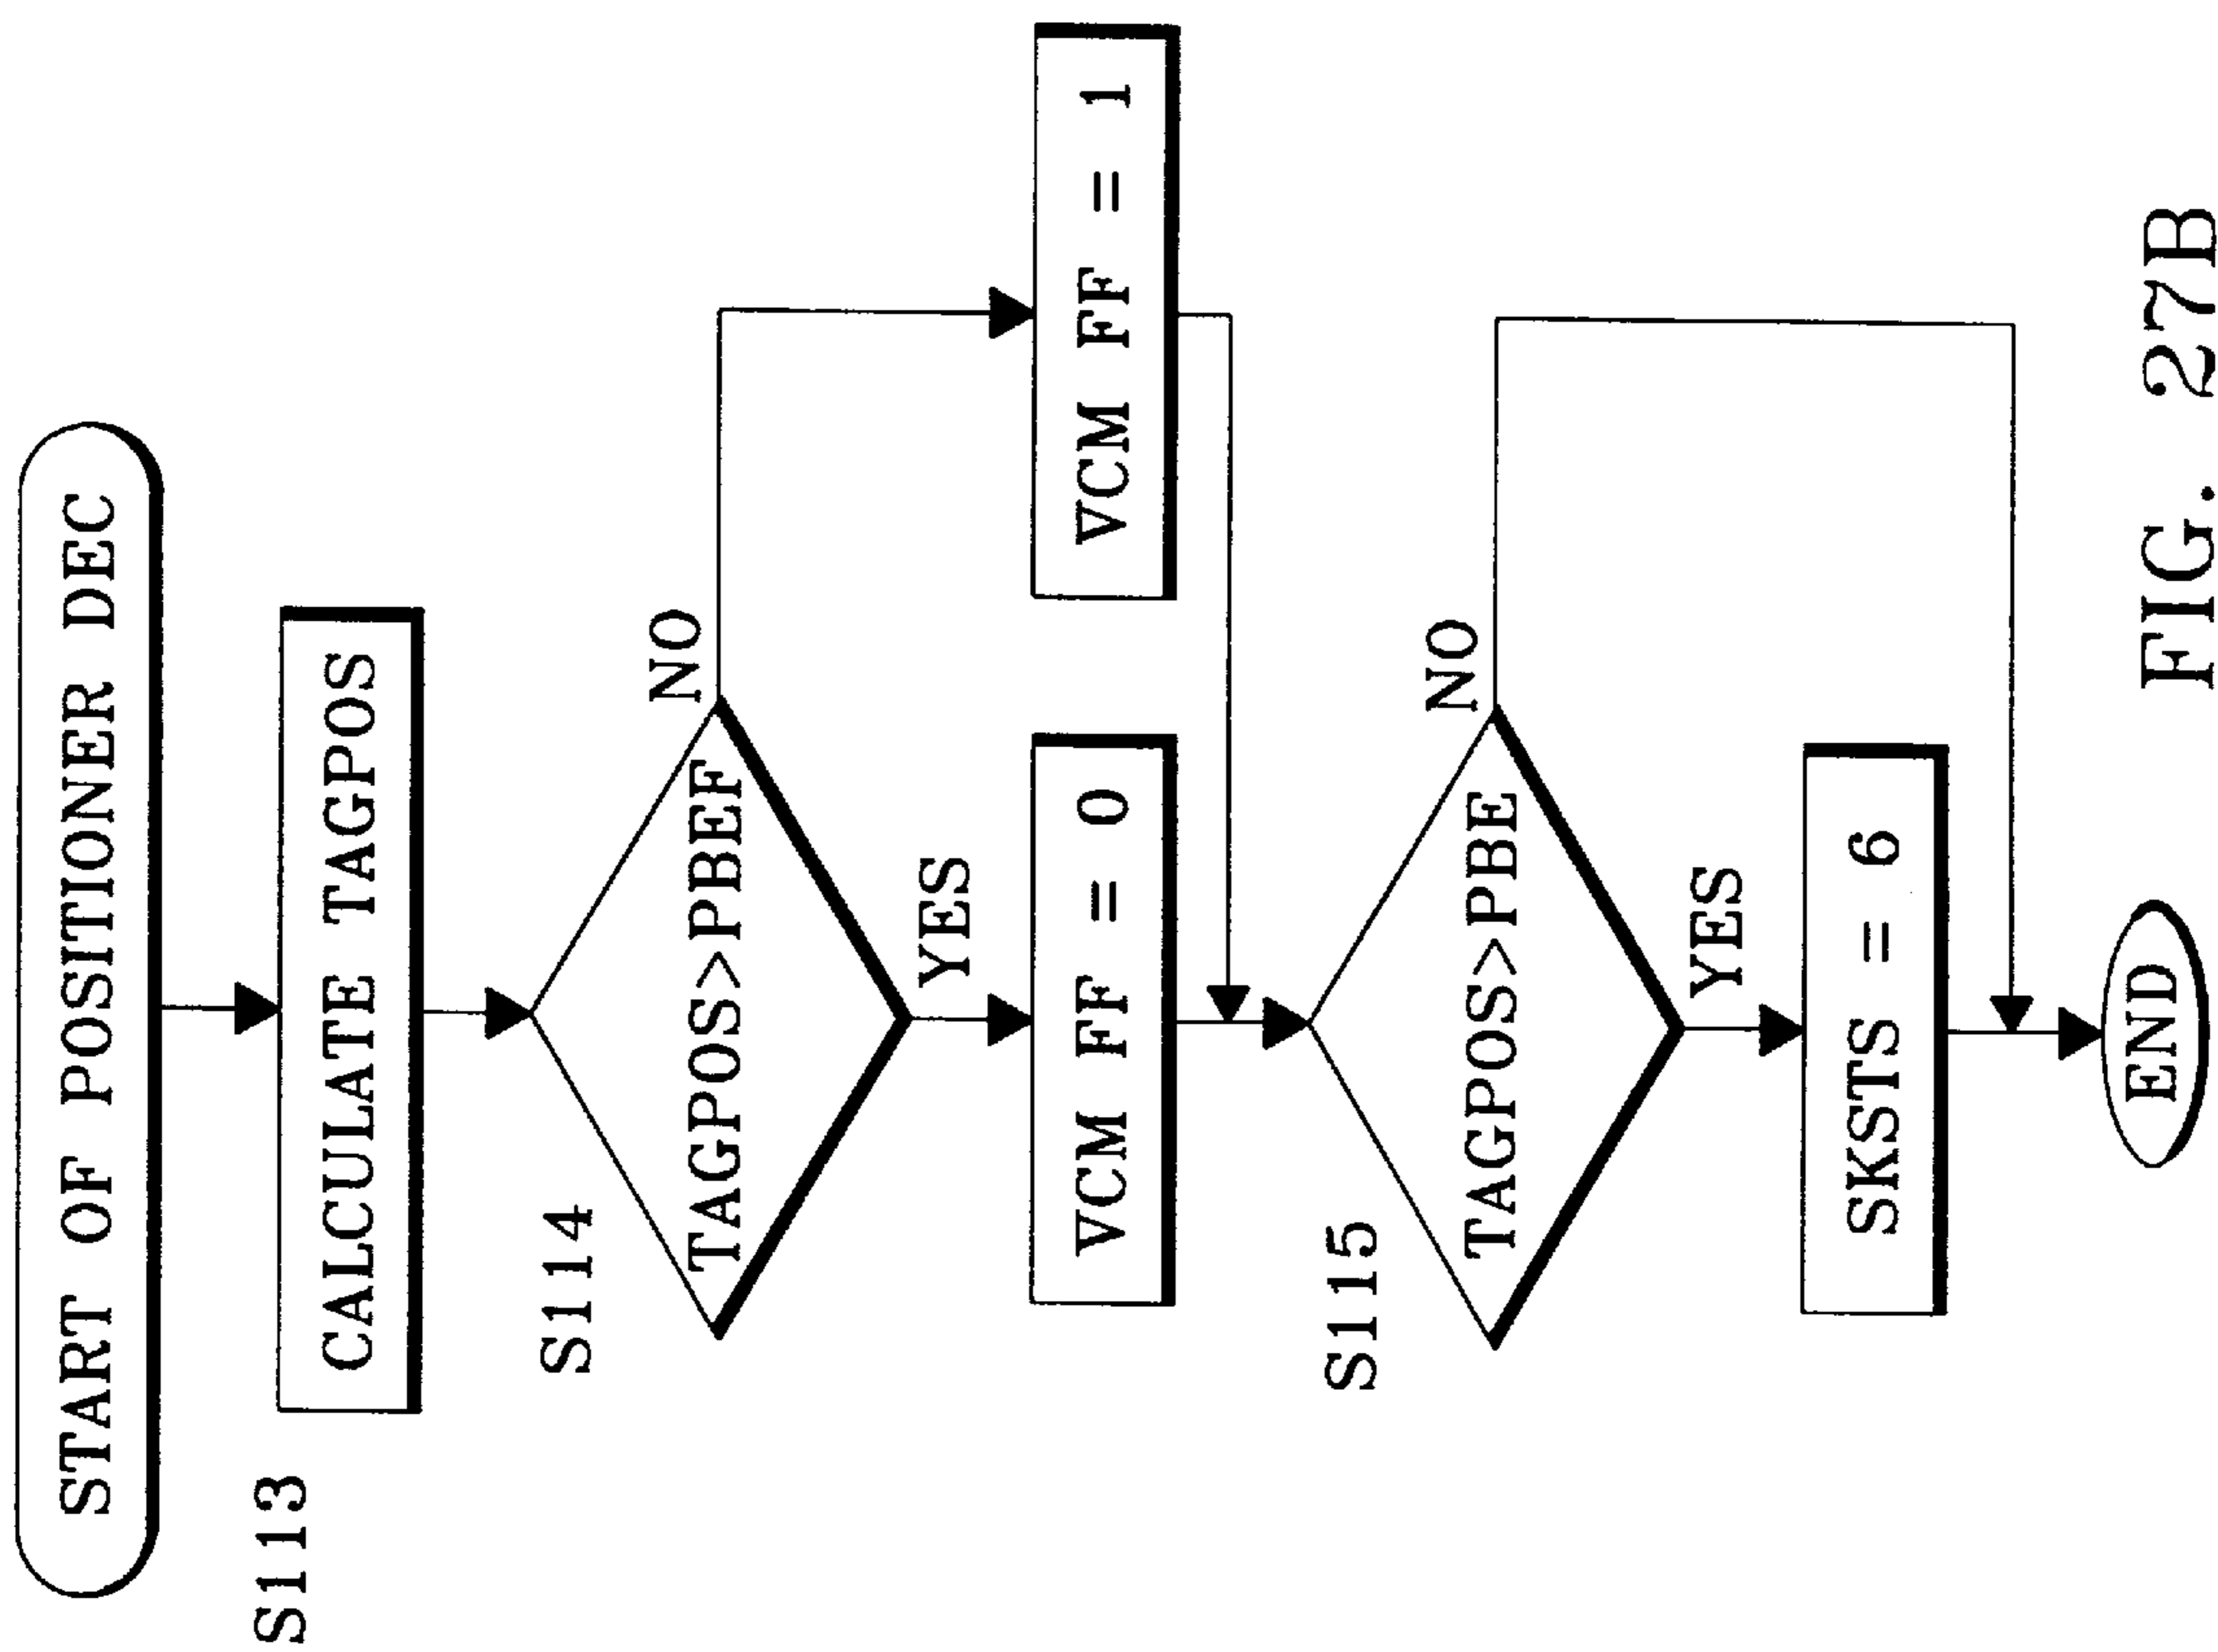 START OF POSITIONER DEC
S113
CALCULATE TAGPOS
S114
TAGPOS>PBEF
NO
YES
VCM FF = 0
VCM FF = 1
S115
TAGPOS>PBE
NO
YES
SKSTS = 6
END
FIG. 27B